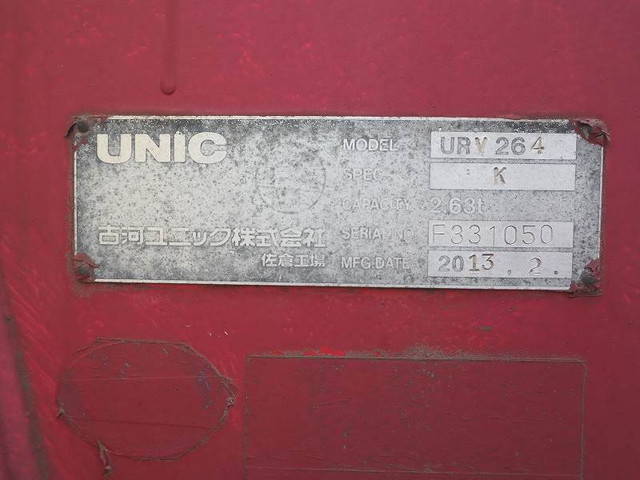 UNIC
MODEL URV264
SPEC. K
CAPACITY 2.63t
古河ユニック株式会社 SERIAL NO. F331050
佐倉工場 MFG.DATE 2013.2.